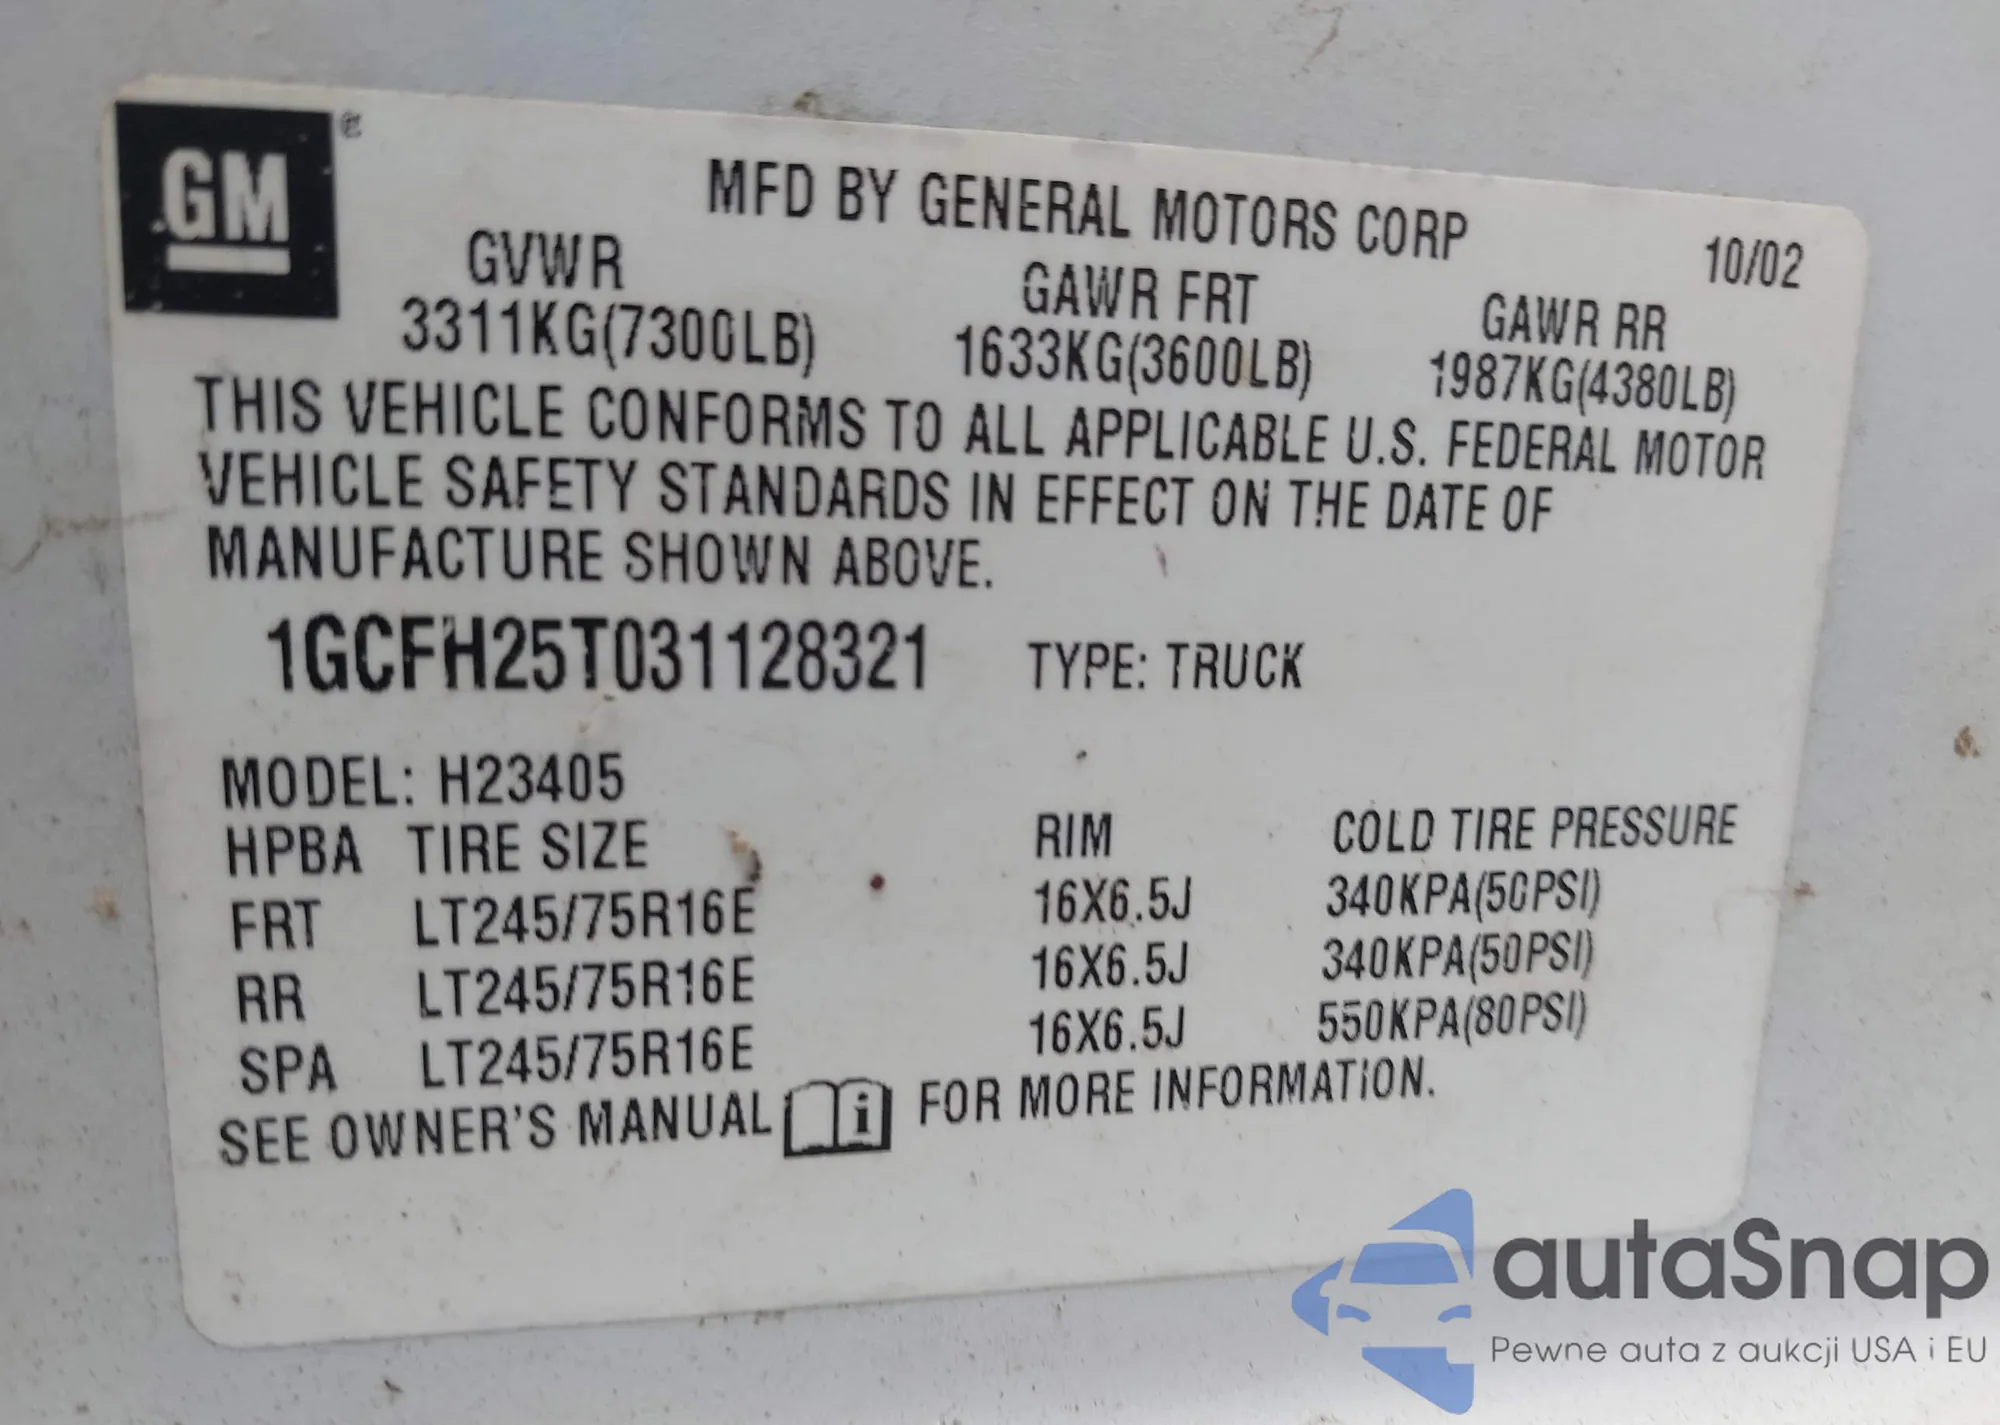 GM
MFD BY GENERAL MOTORS CORP 10/02
GVWR GAWR FRT GAWR RR
3311KG(7300LB) 1633KG(3600LB) 1987KG(4380LB)
THIS VEHICLE CONFORMS TO ALL APPLICABLE U.S. FEDERAL MOTOR
VEHICLE SAFETY STANDARDS IN EFFECT ON THE DATE OF
MANUFACTURE SHOWN ABOVE.
1GCFH25T031128321 TYPE: TRUCK
MODEL: H23405
HPBA TIRE SIZE RIM COLD TIRE PRESSURE
FRT LT245/75R16E 16X6.5J 340KPA(50PSI)
RR LT245/75R16E 16X6.5J 340KPA(50PSI)
SPA LT245/75R16E 16X6.5J 550KPA(80PSI)
SEE OWNER'S MANUAL i FOR MORE INFORMATION.
autaSnap
Pewne auta z aukcji USA i EU